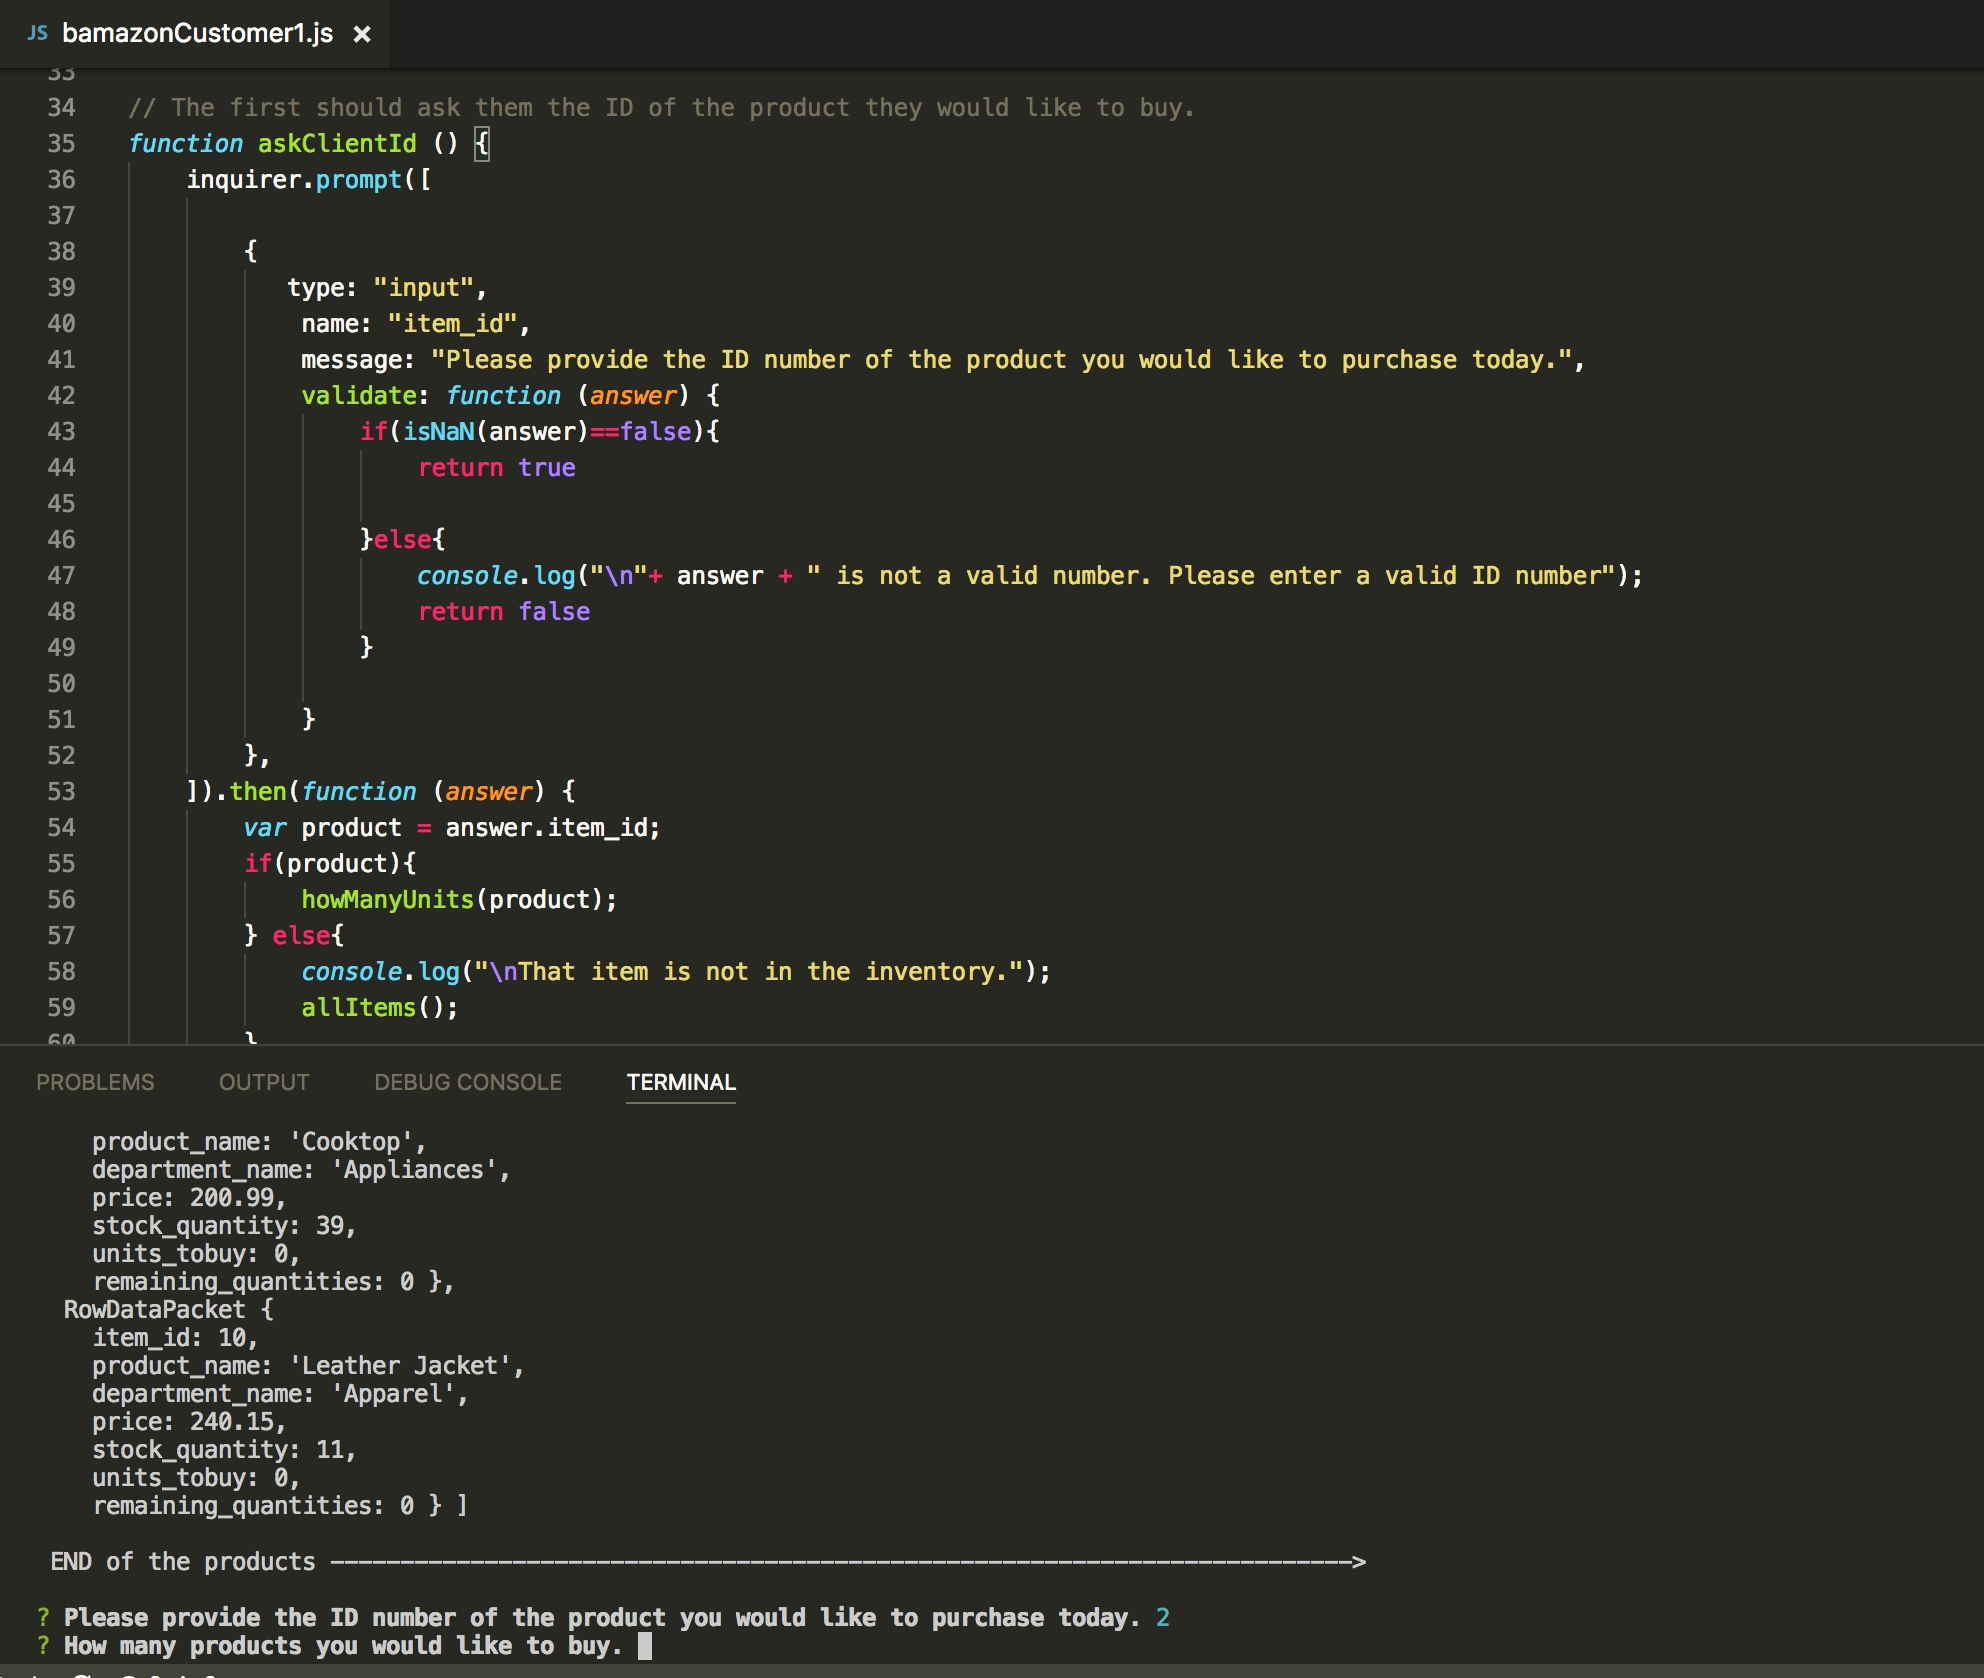 JS bamazonCustomer1.js ×
33
34 // The first should ask them the ID of the product they would like to buy.
35 function askClientId () {
36 inquirer.prompt([
37
38 {
39 type: "input",
40 name: "item_id",
41 message: "Please provide the ID number of the product you would like to purchase today.",
42 validate: function (answer) {
43 if(isNaN(answer)==false){
44 return true
45
46 }else{
47 console.log("\n"+ answer + " is not a valid number. Please enter a valid ID number");
48 return false
49 }
50
51 }
52 },
53 ]).then(function (answer) {
54 var product = answer.item_id;
55 if(product){
56 howManyUnits(product);
57 } else{
58 console.log("\nThat item is not in the inventory.");
59 allItems();
60 }
PROBLEMS OUTPUT DEBUG CONSOLE TERMINAL
product_name: 'Cooktop',
department_name: 'Appliances',
price: 200.99,
stock_quantity: 39,
units_tobuy: 0,
remaining_quantities: 0 },
RowDataPacket {
item_id: 10,
product_name: 'Leather Jacket',
department_name: 'Apparel',
price: 240.15,
stock_quantity: 11,
units_tobuy: 0,
remaining_quantities: 0 } ]
END of the products ------------------------------------------------------------------------->
? Please provide the ID number of the product you would like to purchase today. 2
? How many products you would like to buy.